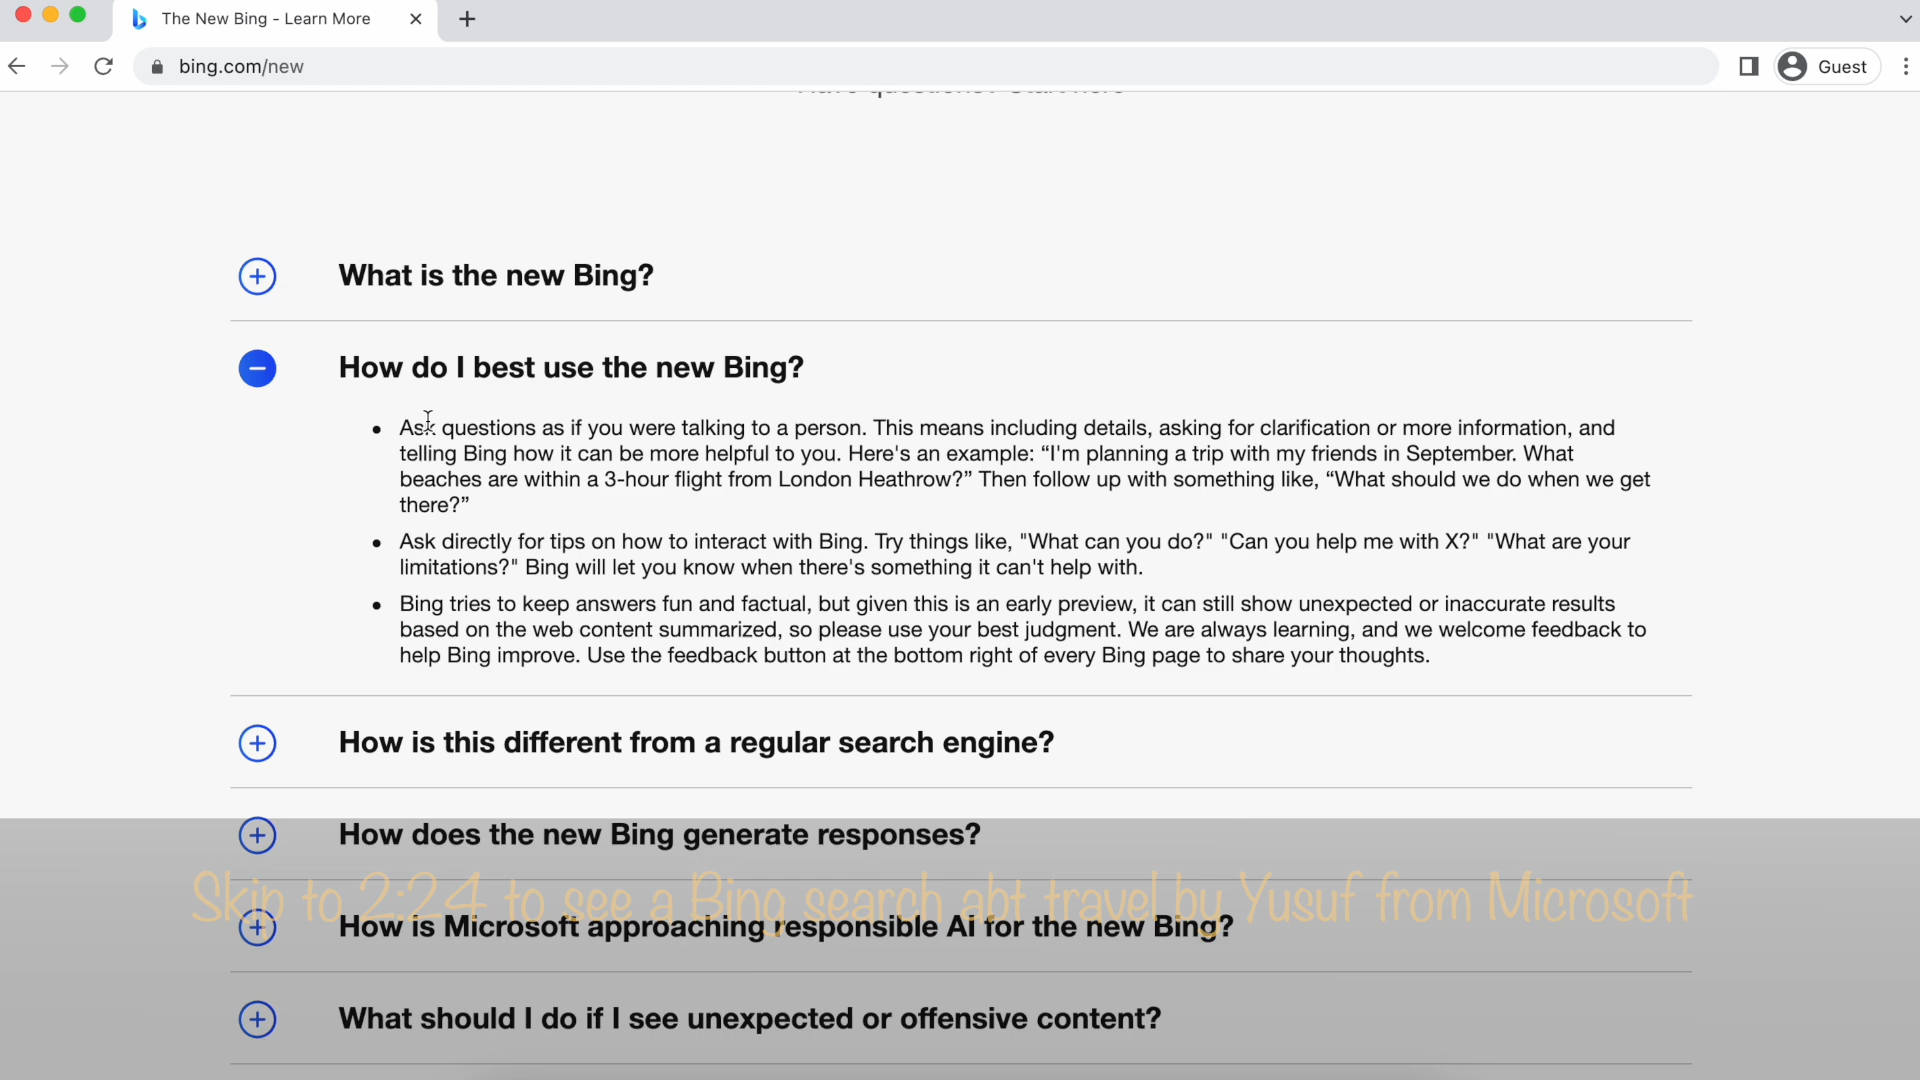 The New Bing - Learn More
bing.com/new
Guest
Have questions? Start here
What is the new Bing?
How do I best use the new Bing?
Ask questions as if you were talking to a person. This means including details, asking for clarification or more information, and
telling Bing how it can be more helpful to you. Here's an example: “I'm planning a trip with my friends in September. What
beaches are within a 3-hour flight from London Heathrow?” Then follow up with something like, “What should we do when we get
there?”
Ask directly for tips on how to interact with Bing. Try things like, "What can you do?" "Can you help me with X?" "What are your
limitations?" Bing will let you know when there's something it can't help with.
Bing tries to keep answers fun and factual, but given this is an early preview, it can still show unexpected or inaccurate results
based on the web content summarized, so please use your best judgment. We are always learning, and we welcome feedback to
help Bing improve. Use the feedback button at the bottom right of every Bing page to share your thoughts.
How is this different from a regular search engine?
How does the new Bing generate responses?
Skip to 2:24 to see a Bing search abt travel by Yusuf from Microsoft
How is Microsoft approaching responsible AI for the new Bing?
What should I do if I see unexpected or offensive content?